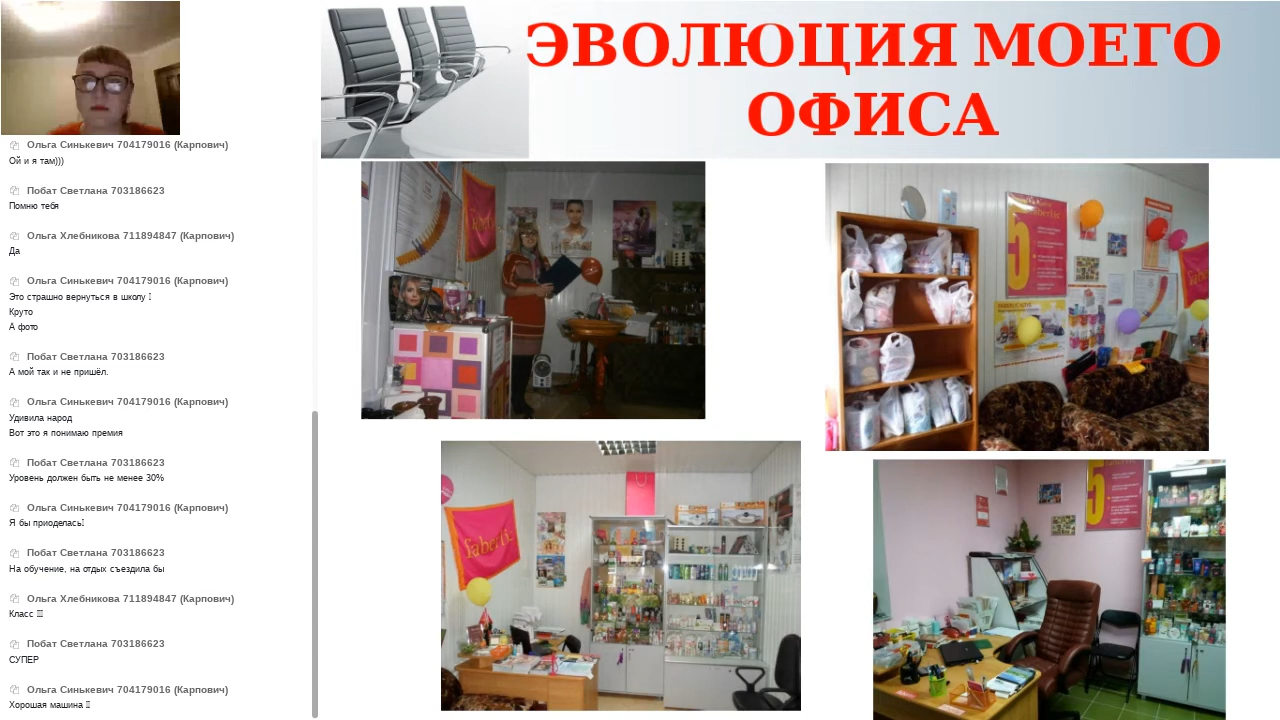 ЭВОЛЮЦИЯ МОЕГО
ОФИСА
Ольга Синькевич 704179016 (Карпович)
Ой и я там)))
Побат Светлана 703186623
Помню тебя
Ольга Хлебникова 711894847 (Карпович)
Да
Ольга Синькевич 704179016 (Карпович)
Это страшно вернуться в школу
Круто
А фото
Побат Светлана 703186623
А мой так и не пришёл.
Ольга Синькевич 704179016 (Карпович)
Удивила народ
Вот это я понимаю премия
Побат Светлана 703186623
Уровень должен быть не менее 30%
Ольга Синькевич 704179016 (Карпович)
Я бы приоделась
Побат Светлана 703186623
На обучение, на отдых съездила бы
Ольга Хлебникова 711894847 (Карпович)
Класс
Побат Светлана 703186623
СУПЕР
Ольга Синькевич 704179016 (Карпович)
Хорошая машина
faberlic
5
faberlic
5